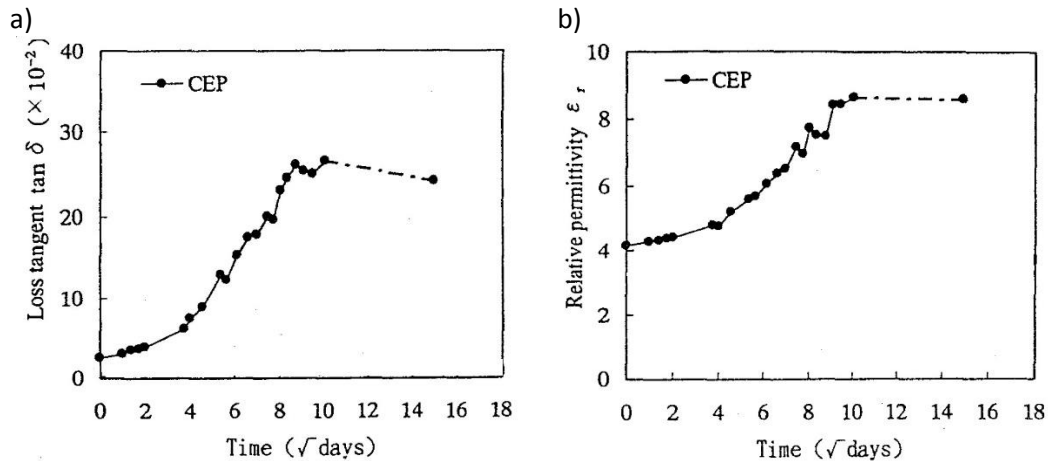 a)
Loss tangent tan δ (×10⁻²)
40
30
20
10
0
CEP
0 2 4 6 8 10 12 14 16 18
Time (√days)
b)
Relative permittivity ε r
10
8
6
4
2
0
CEP
0 2 4 6 8 10 12 14 16 18
Time (√days)